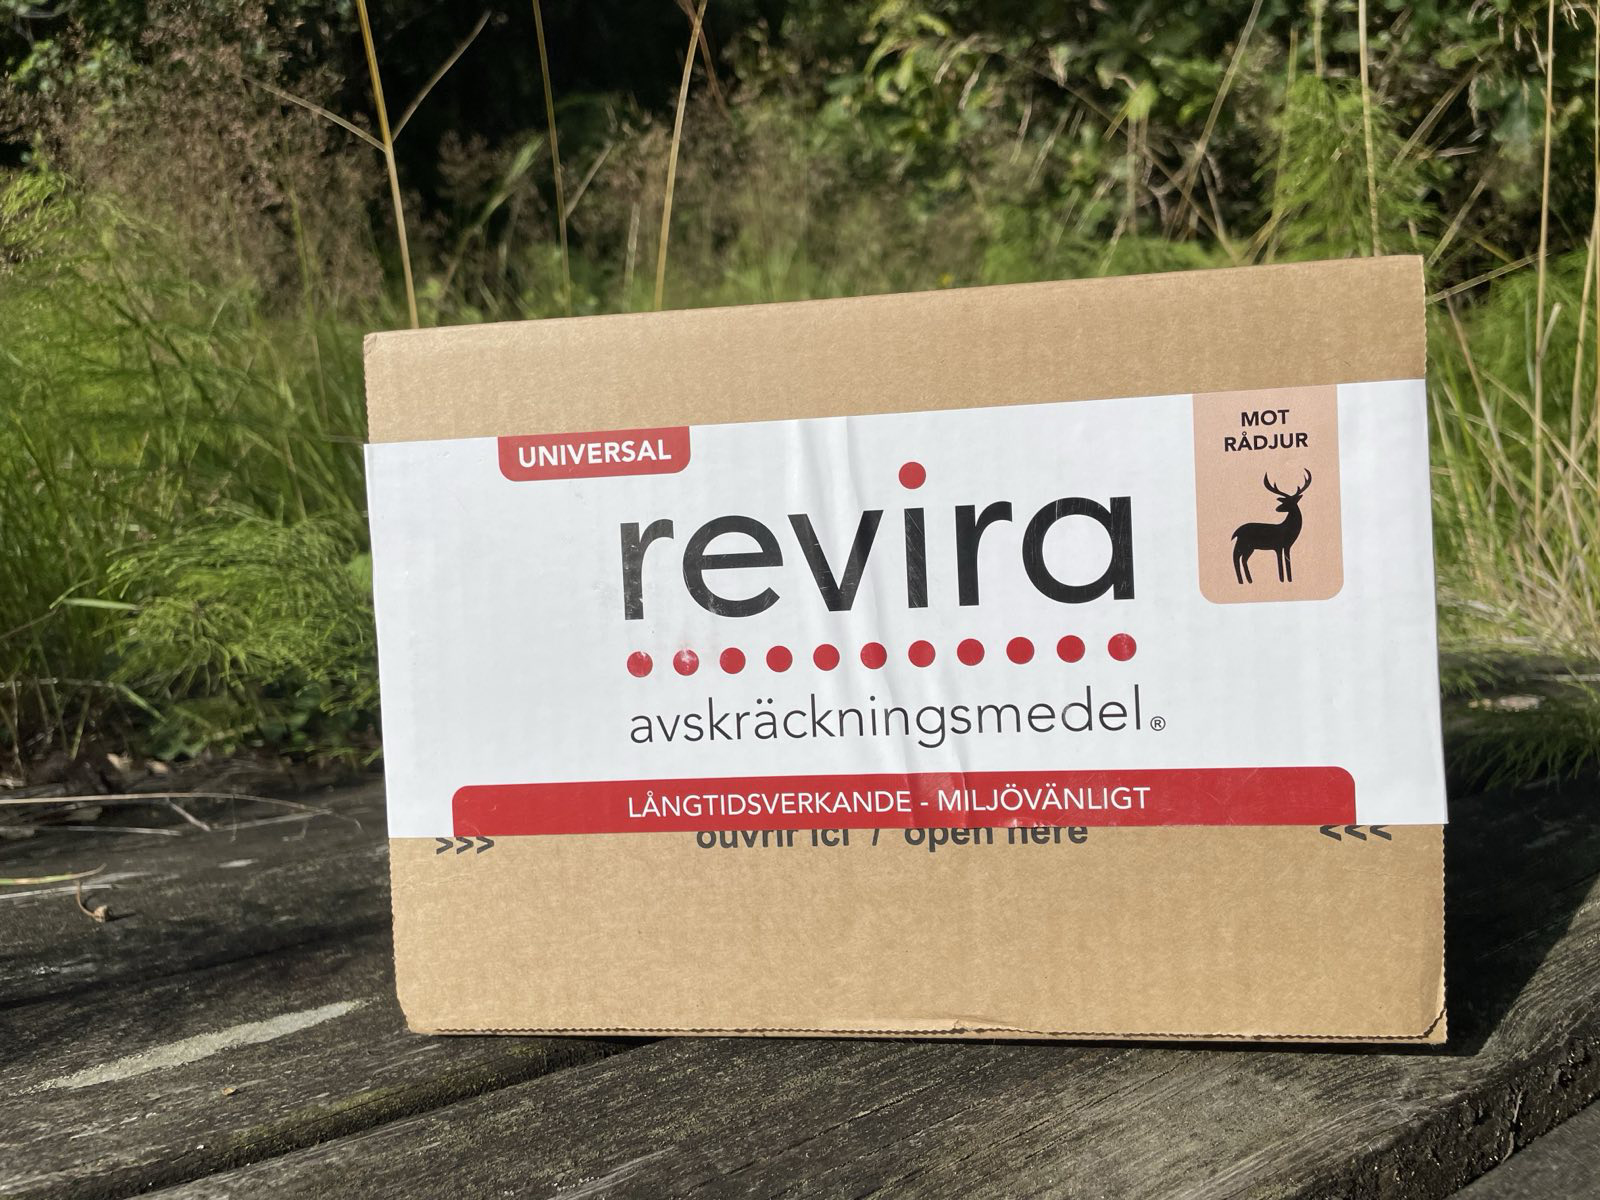 UNIVERSAL
MOT
RÅDJUR
revira
avskräckningsmedel®
LÅNGTIDSVERKANDE - MILJÖVÄNLIGT
>>> ouvrir ici / open here <<<